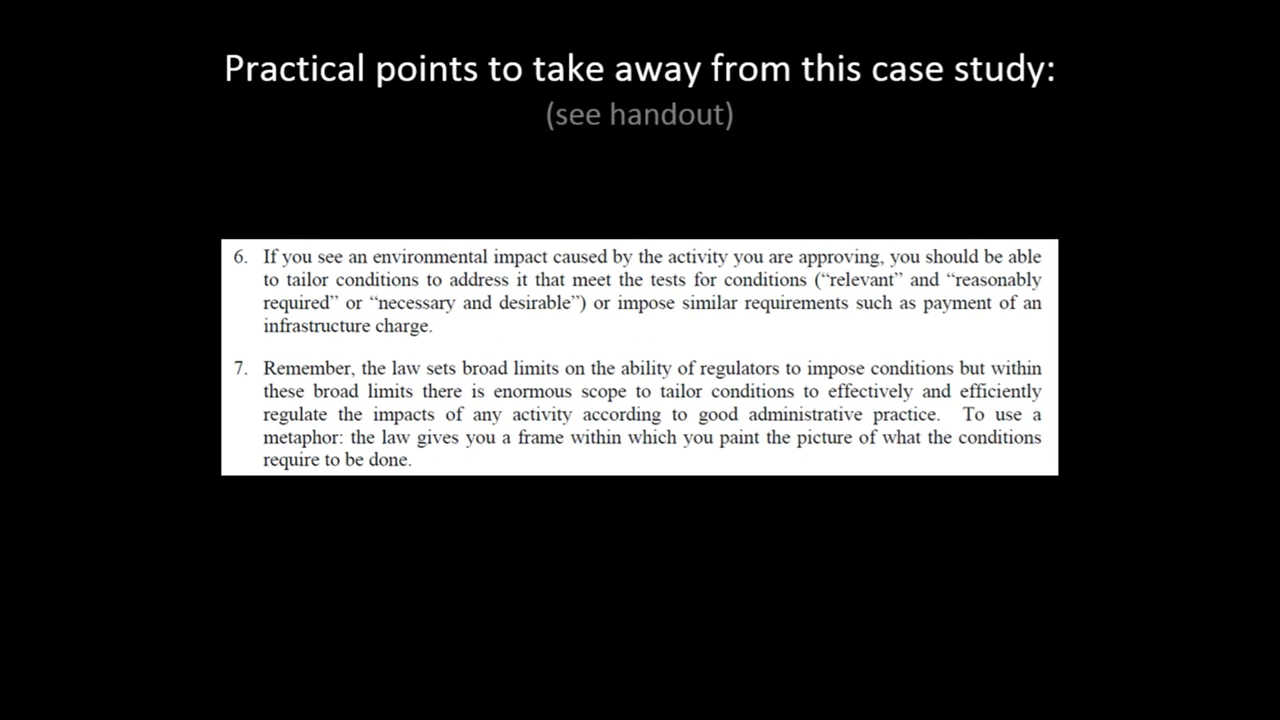 Practical points to take away from this case study:
(see handout)
6. If you see an environmental impact caused by the activity you are approving, you should be able
to tailor conditions to address it that meet the tests for conditions (“relevant” and “reasonably
required” or “necessary and desirable”) or impose similar requirements such as payment of an
infrastructure charge.
7. Remember, the law sets broad limits on the ability of regulators to impose conditions but within
these broad limits there is enormous scope to tailor conditions to effectively and efficiently
regulate the impacts of any activity according to good administrative practice. To use a
metaphor: the law gives you a frame within which you paint the picture of what the conditions
require to be done.